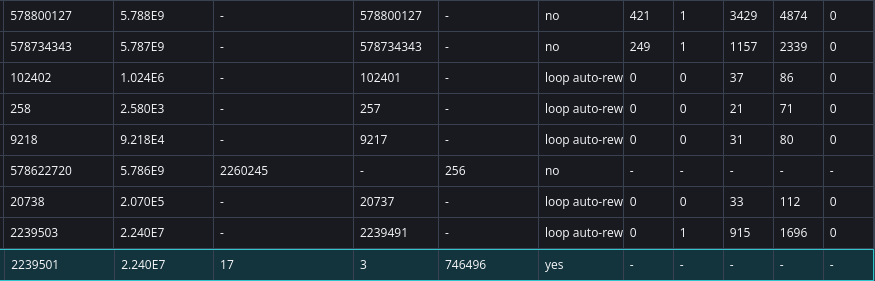 578800127 5.788E9 - 578800127 - no 421 1 3429 4874 0
578734343 5.787E9 - 578734343 - no 249 1 1157 2339 0
102402 1.024E6 - 102401 - loop auto-rew 0 0 37 86 0
258 2.580E3 - 257 - loop auto-rew 0 0 21 71 0
9218 9.218E4 - 9217 - loop auto-rew 0 0 31 80 0
578622720 5.786E9 2260245 - 256 no - - - - -
20738 2.070E5 - 20737 - loop auto-rew 0 0 33 112 0
2239503 2.240E7 - 2239491 - loop auto-rew 0 1 915 1696 0
2239501 2.240E7 17 3 746496 yes - - - - -